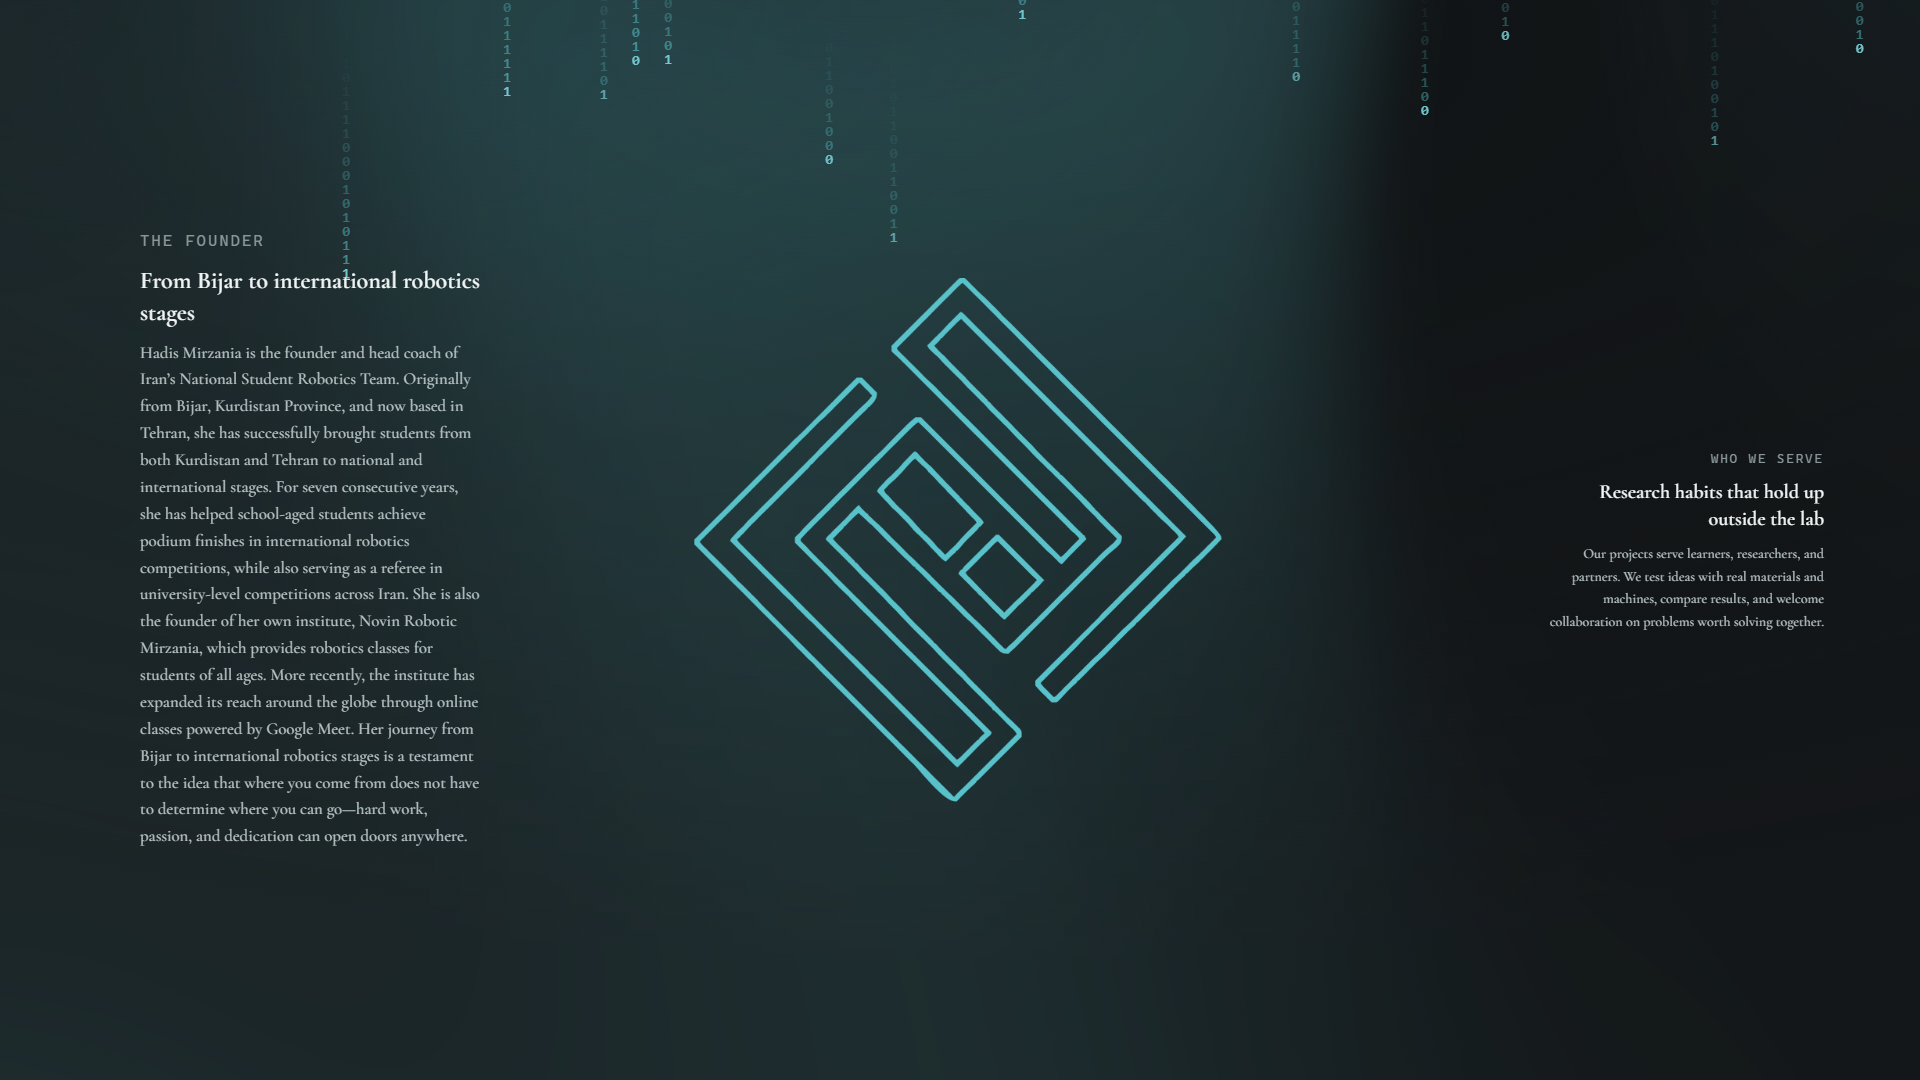 THE FOUNDER
From Bijar to international robotics
stages
Hadis Mirzania is the founder and head coach of
Iran’s National Student Robotics Team. Originally
from Bijar, Kurdistan Province, and now based in
Tehran, she has successfully brought students from
both Kurdistan and Tehran to national and
international stages. For seven consecutive years,
she has helped school-aged students achieve
podium finishes in international robotics
competitions, while also serving as a referee in
university-level competitions across Iran. She is also
the founder of her own institute, Novin Robotic
Mirzania, which provides robotics classes for
students of all ages. More recently, the institute has
expanded its reach around the globe through online
classes powered by Google Meet. Her journey from
Bijar to international robotics stages is a testament
to the idea that where you come from does not have
to determine where you can go—hard work,
passion, and dedication can open doors anywhere.
WHO WE SERVE
Research habits that hold up
outside the lab
Our projects serve learners, researchers, and
partners. We test ideas with real materials and
machines, compare results, and welcome
collaboration on problems worth solving together.